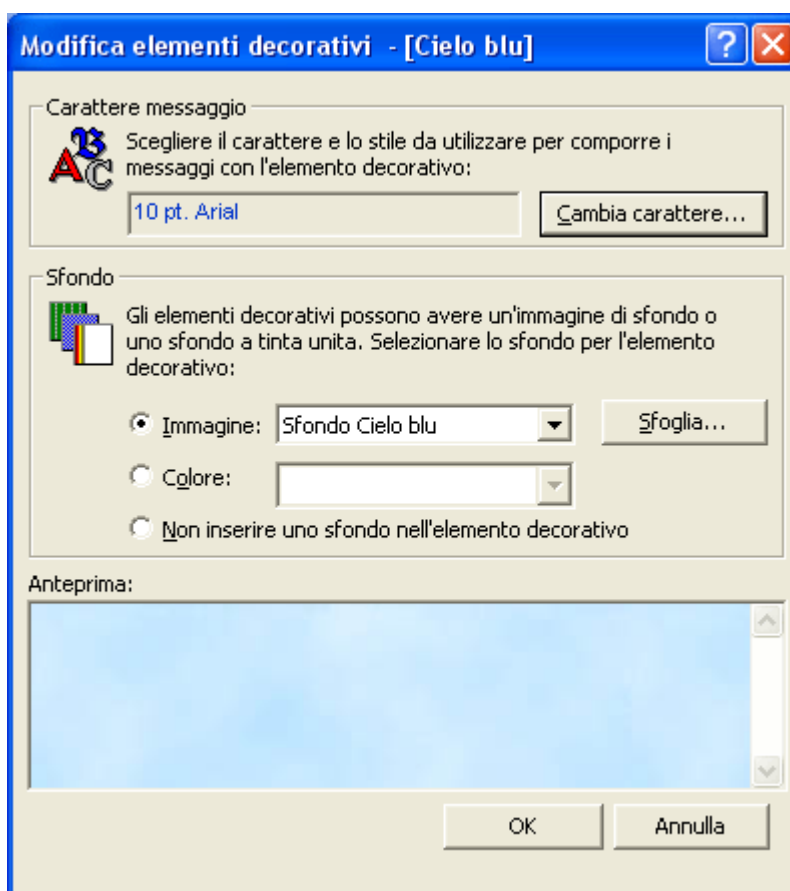 Modifica elementi decorativi - [Cielo blu]
Carattere messaggio
Scegliere il carattere e lo stile da utilizzare per comporre i
messaggi con l'elemento decorativo:
10 pt. Arial
Cambia carattere...
Sfondo
Gli elementi decorativi possono avere un'immagine di sfondo o
uno sfondo a tinta unita. Selezionare lo sfondo per l'elemento
decorativo:
Immagine: Sfondo Cielo blu Sfoglia...
Colore:
Non inserire uno sfondo nell'elemento decorativo
Anteprima:
OK Annulla